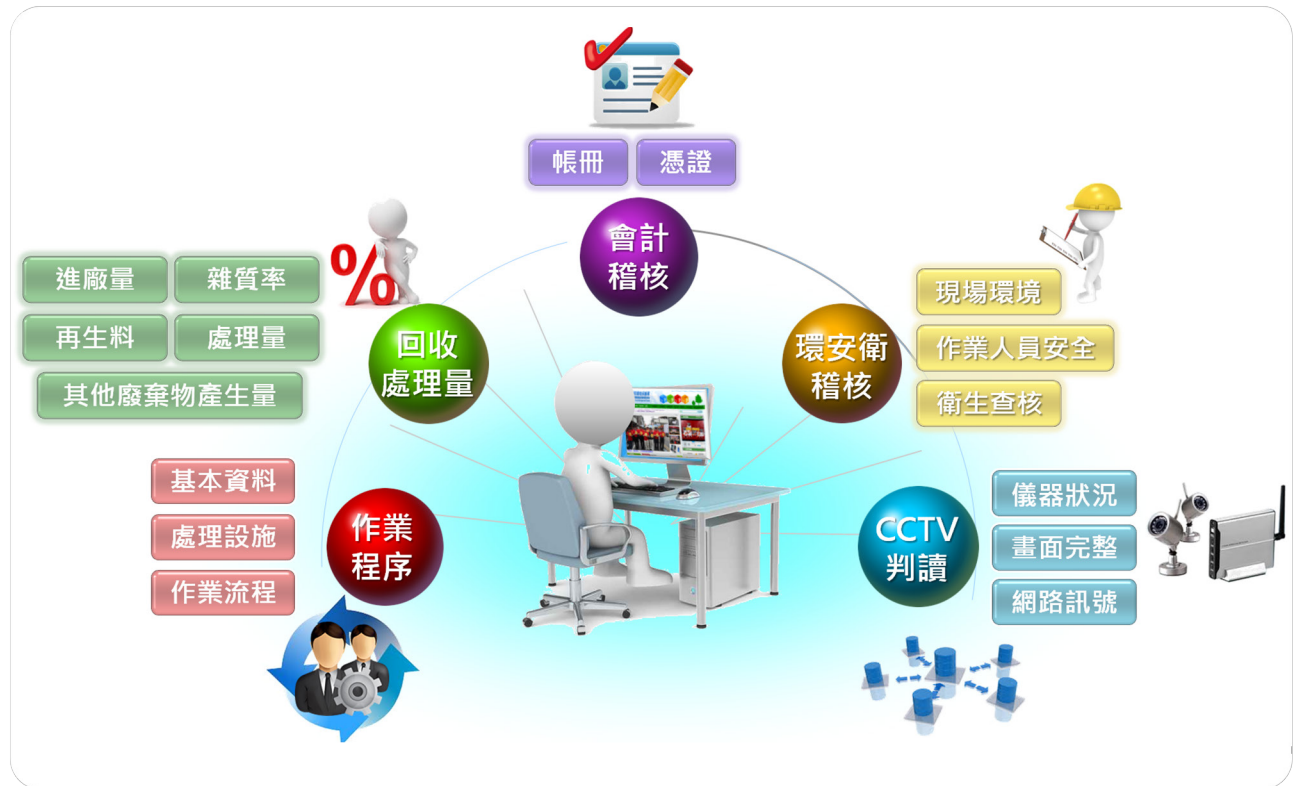 帳冊
憑證
會計
稽核
進廠量
雜質率
再生料
處理量
其他廢棄物產生量
%
回收
處理量
現場環境
作業人員安全
衛生查核
環安衛
稽核
基本資料
處理設施
作業流程
作業
程序
CCTV
判讀
儀器狀況
畫面完整
網路訊號